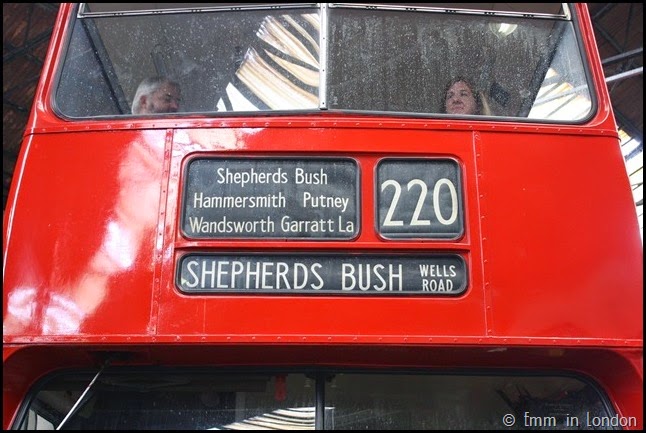 Shepherds Bush
Hammersmith Putney
Wandsworth Garratt La
220
SHEPHERDS BUSH WELLS ROAD
© fmm in London